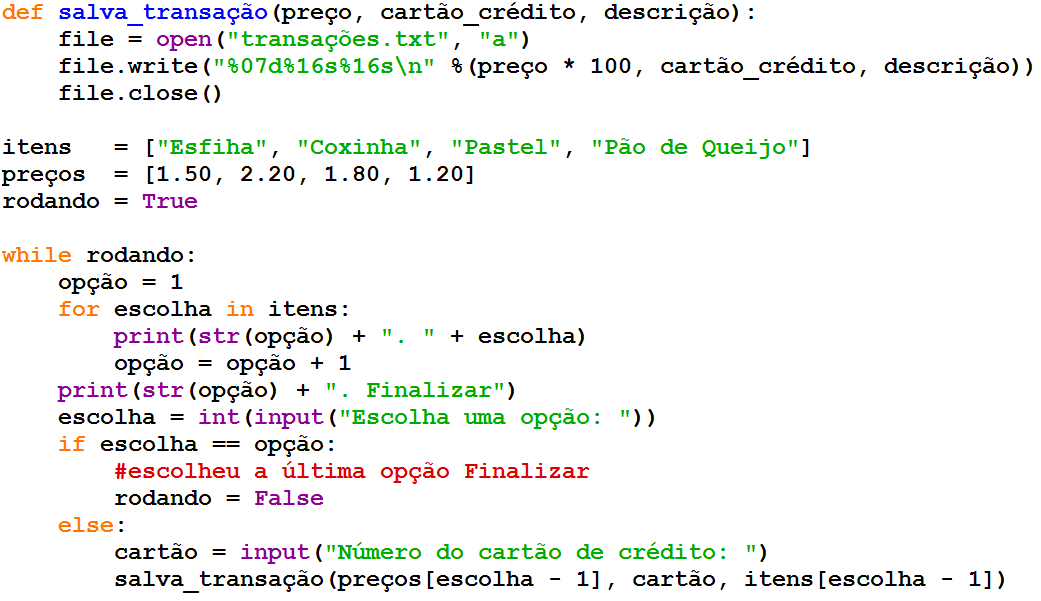 def salva_transação(preço, cartão_crédito, descrição):
    file = open("transações.txt", "a")
    file.write("%07d%16s%16s\n" %(preço * 100, cartão_crédito, descrição))
    file.close()

itens   = ["Esfiha", "Coxinha", "Pastel", "Pão de Queijo"]
preços  = [1.50, 2.20, 1.80, 1.20]
rodando = True

while rodando:
    opção = 1
    for escolha in itens:
        print(str(opção) + ". " + escolha)
        opção = opção + 1
    print(str(opção) + ". Finalizar")
    escolha = int(input("Escolha uma opção: "))
    if escolha == opção:
        #escolheu a última opção Finalizar
        rodando = False
    else:
        cartão = input("Número do cartão de crédito: ")
        salva_transação(preços[escolha - 1], cartão, itens[escolha - 1])